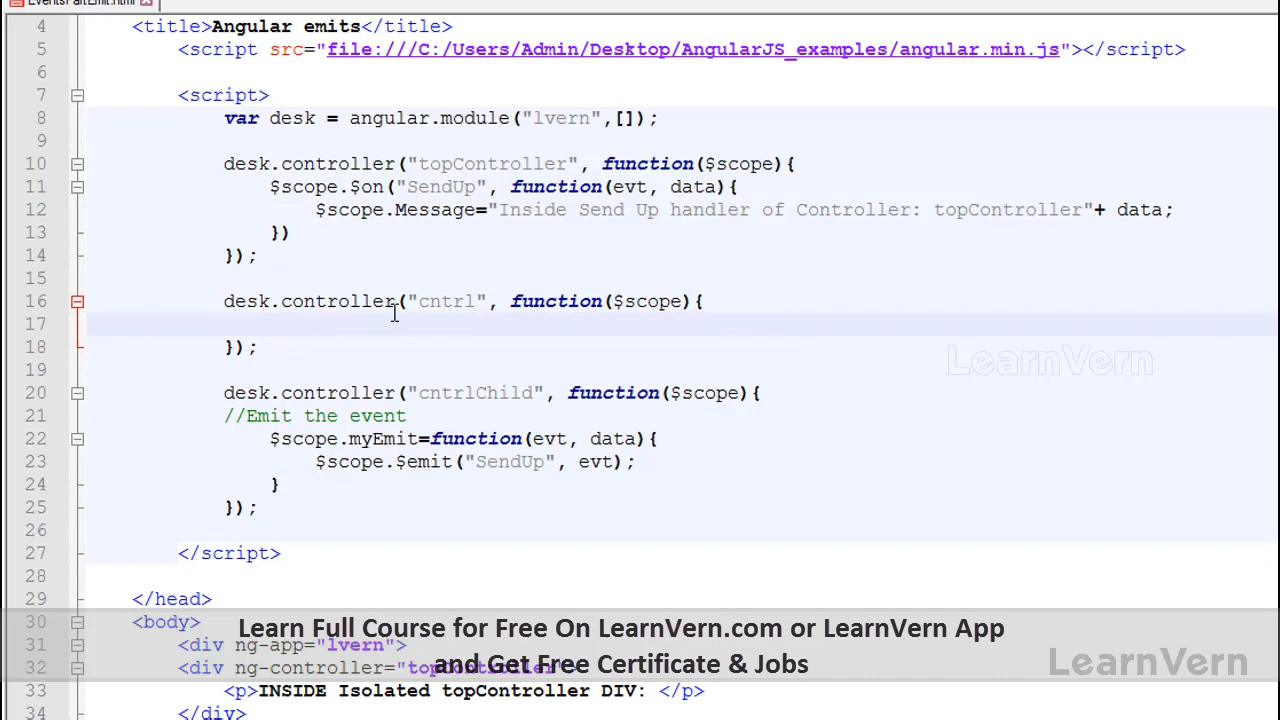 EventsPartEmit.html
4 <title>Angular emits</title>
5 <script src="file:///C:/Users/Admin/Desktop/AngularJS_examples/angular.min.js"></script>
6
7 <script>
8 var desk = angular.module("lvern",[]);
9
10 desk.controller("topController", function($scope){
11 $scope.$on("SendUp", function(evt, data){
12 $scope.Message="Inside Send Up handler of Controller: topController"+ data;
13 })
14 });
15
16 desk.controller("cntrl", function($scope){
17
18 });
LearnVern
19
20 desk.controller("cntrlChild", function($scope){
21 //Emit the event
22 $scope.myEmit=function(evt, data){
23 $scope.$emit("SendUp", evt);
24 }
25 });
26
27 </script>
28
29 </head>
30 <body>
Learn Full Course for Free On LearnVern.com or LearnVern App
31 <div ng-app="lvern">
32 <div ng-controller="topController">
and Get Free Certificate & Jobs
LearnVern
33 <p>INSIDE Isolated topController DIV: </p>
34 </div>